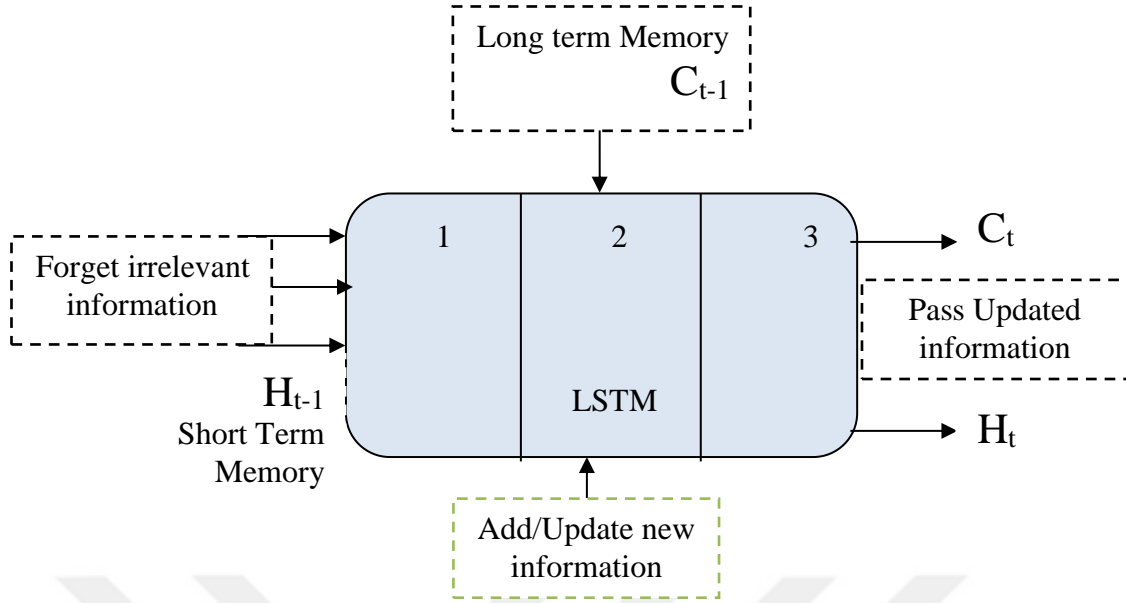 Long term Memory
Cₜ₋₁
1
2
3
Cₜ
Forget irrelevant
information
Pass Updated
information
Hₜ₋₁
Short Term
Memory
LSTM
Hₜ
Add/Update new
information